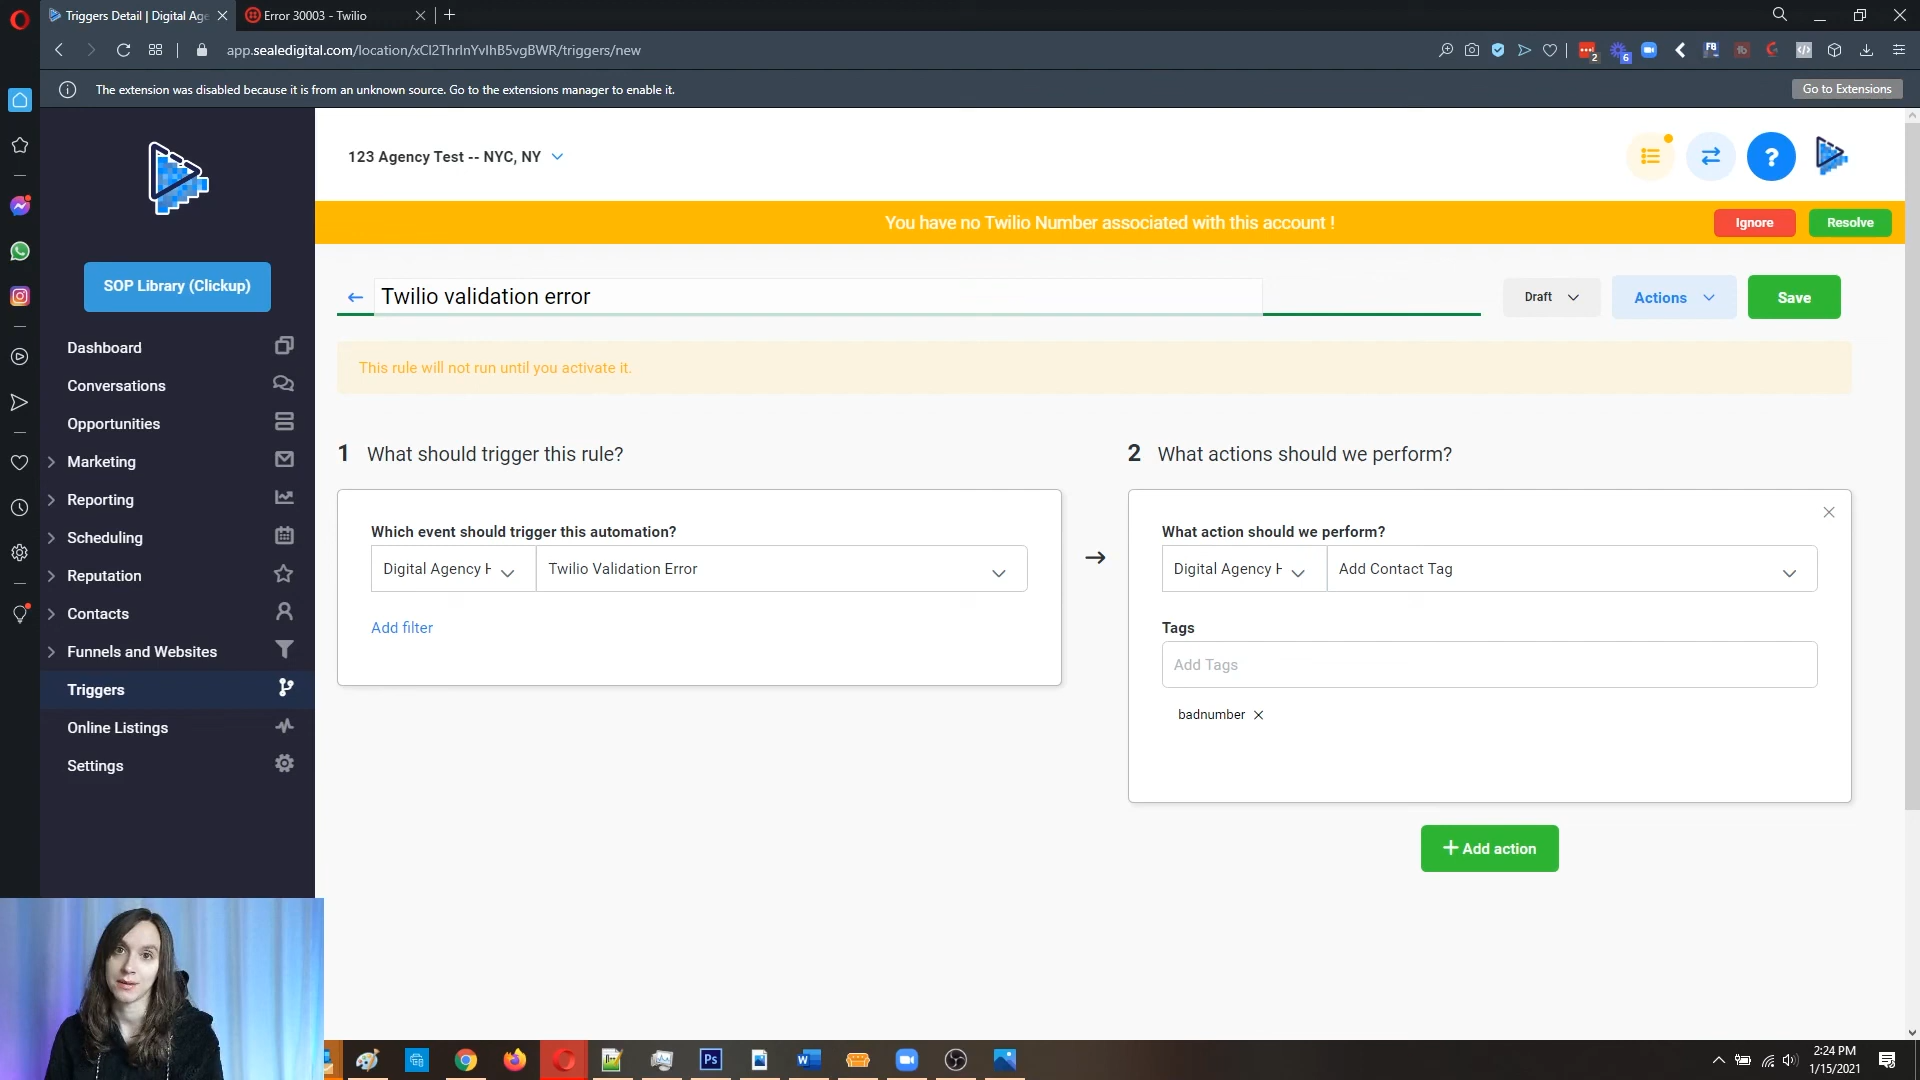 Triggers Detail | Digital Age
Error 30003 - Twilio
app.sealedigital.com/location/xCl2ThrInYvIhB5vgBWR/triggers/new
2
6
FB
The extension was disabled because it is from an unknown source. Go to the extensions manager to enable it.
Go to Extensions
123 Agency Test -- NYC, NY
?
You have no Twilio Number associated with this account !
Ignore
Resolve
SOP Library (Clickup)
Twilio validation error
Draft
Actions
Save
Dashboard
Conversations
Opportunities
Marketing
Reporting
Scheduling
Reputation
Contacts
Funnels and Websites
Triggers
Online Listings
Settings
This rule will not run until you activate it.
1 What should trigger this rule?
Which event should trigger this automation?
Digital Agency H
Twilio Validation Error
Add filter
2 What actions should we perform?
What action should we perform?
Digital Agency H
Add Contact Tag
Tags
Add Tags
badnumber
+ Add action
Ps
W
2:24 PM
1/15/2021